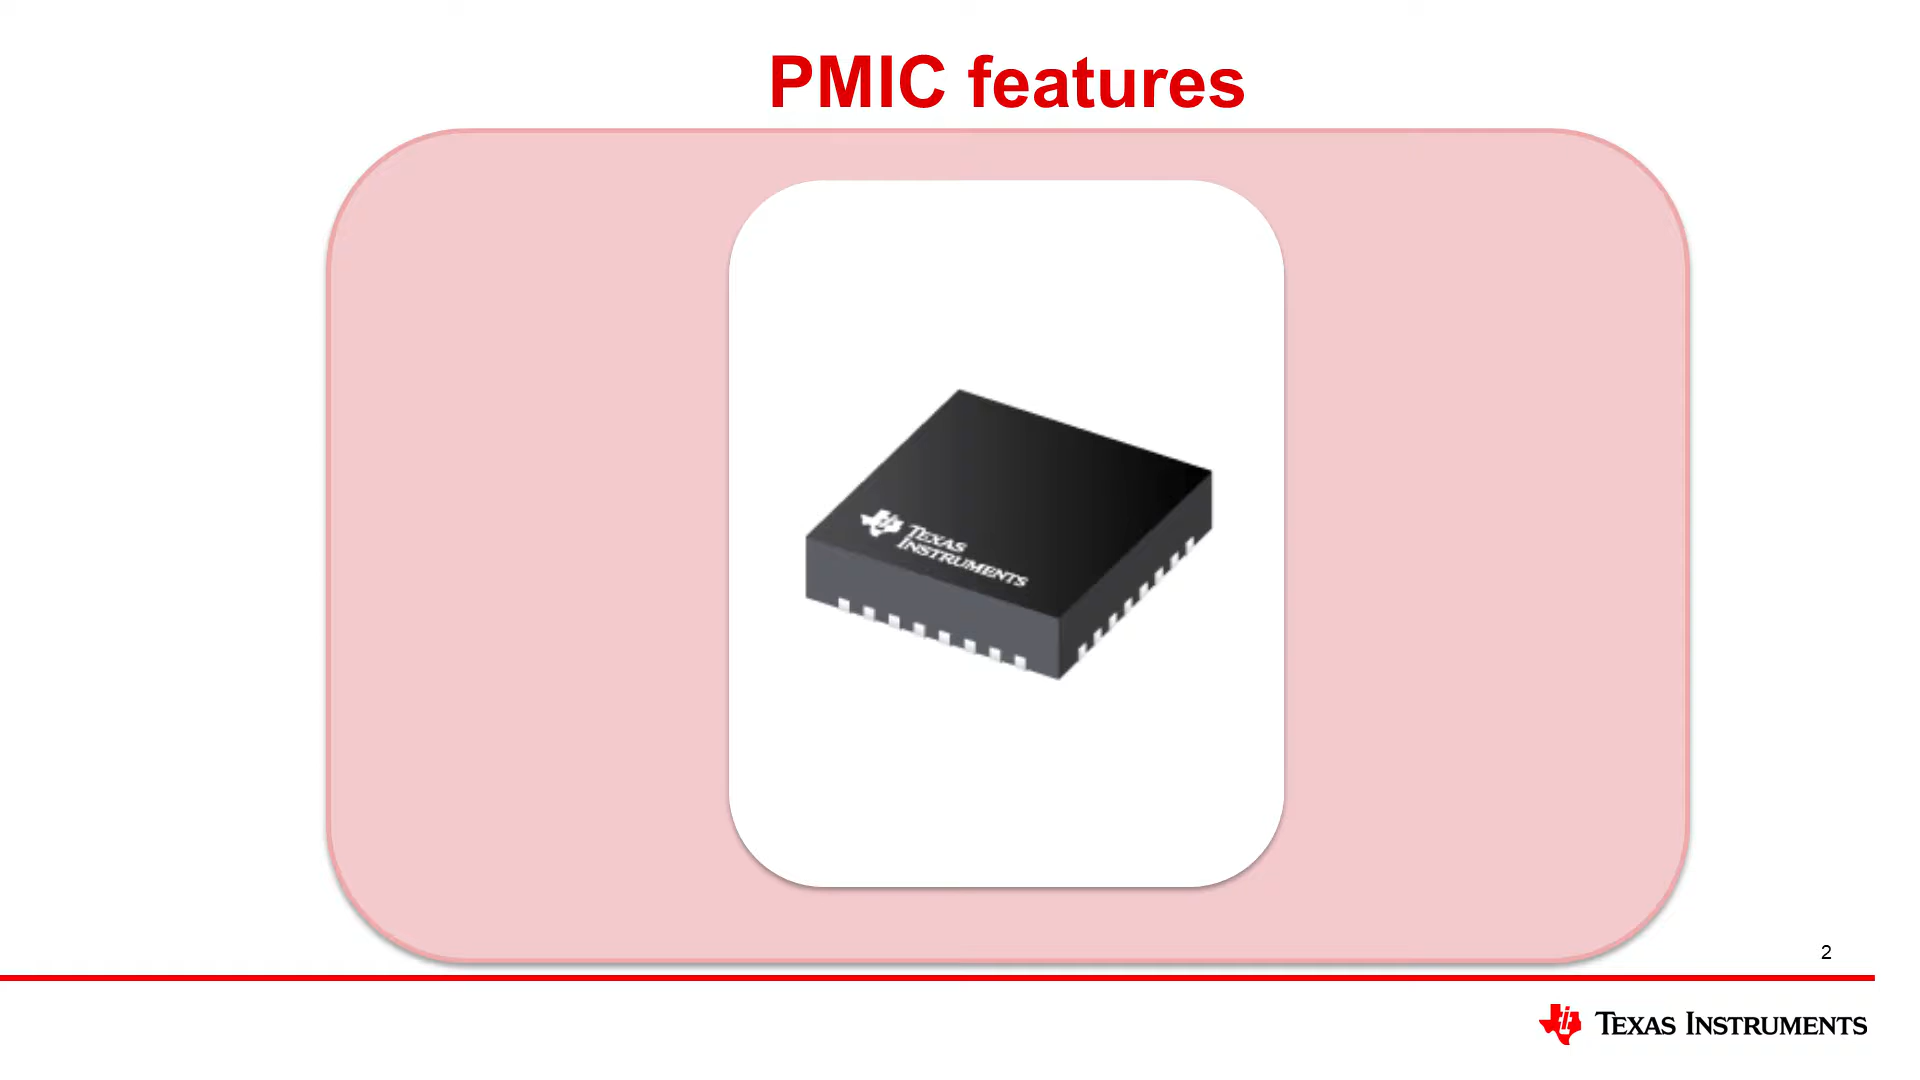 PMIC features
TEXAS
INSTRUMENTS
2
TEXAS INSTRUMENTS